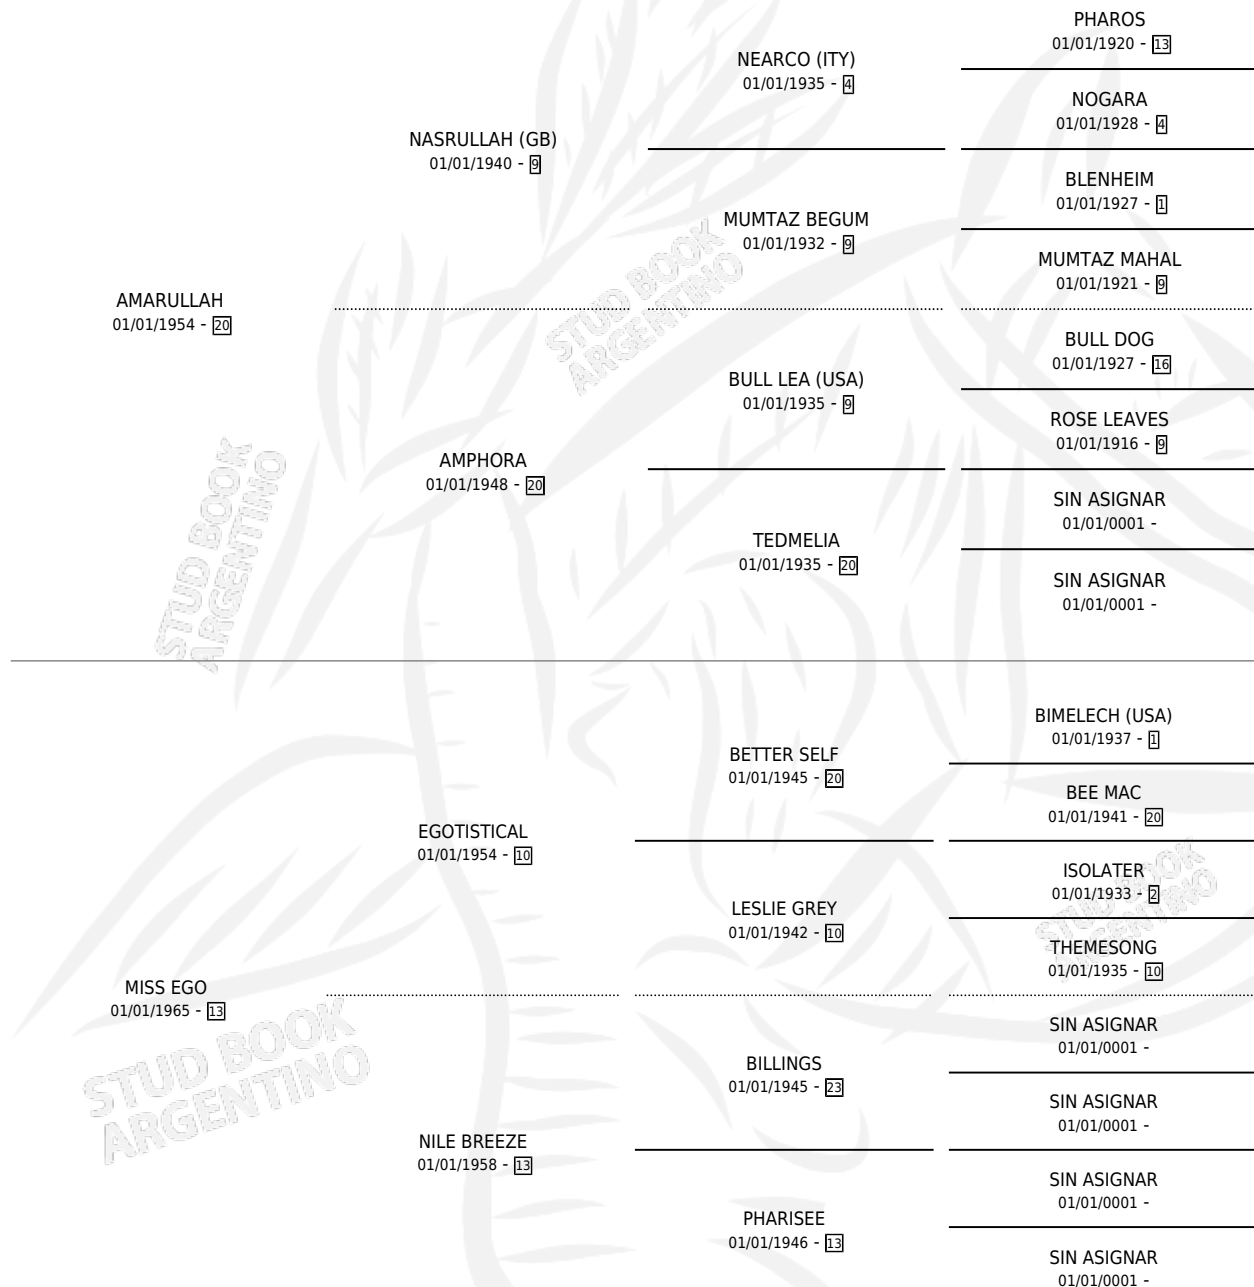 AMARULLAH
01/01/1954 - 20
NASRULLAH (GB)
01/01/1940 - 9
NEARCO (ITY)
01/01/1935 - 4
PHAROS
01/01/1920 - 13
NOGARA
01/01/1928 - 4
MUMTAZ BEGUM
01/01/1932 - 9
BLENHEIM
01/01/1927 - 1
MUMTAZ MAHAL
01/01/1921 - 9
AMPHORA
01/01/1948 - 20
BULL LEA (USA)
01/01/1935 - 9
BULL DOG
01/01/1927 - 16
ROSE LEAVES
01/01/1916 - 9
TEDMELIA
01/01/1935 - 20
SIN ASIGNAR
01/01/0001 -
SIN ASIGNAR
01/01/0001 -
MISS EGO
01/01/1965 - 13
EGOTISTICAL
01/01/1954 - 10
BETTER SELF
01/01/1945 - 20
BIMELECH (USA)
01/01/1937 - 1
BEE MAC
01/01/1941 - 20
LESLIE GREY
01/01/1942 - 10
ISOLATER
01/01/1933 - 2
THEMESONG
01/01/1935 - 10
NILE BREEZE
01/01/1958 - 13
BILLINGS
01/01/1945 - 23
SIN ASIGNAR
01/01/0001 -
SIN ASIGNAR
01/01/0001 -
PHARISEE
01/01/1946 - 13
SIN ASIGNAR
01/01/0001 -
SIN ASIGNAR
01/01/0001 -
STUD BOOK
ARGENTINO
STUD BOOK
ARGENTINO
STUD BOOK
ARGENTINO
STUD BOOK
ARGENTINO